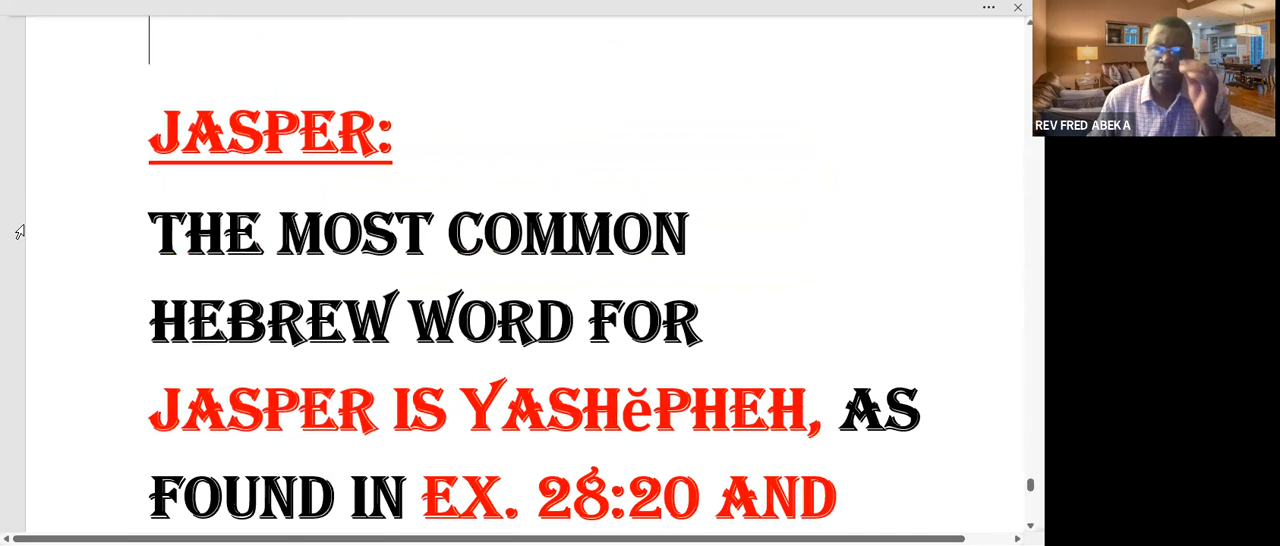 JASPER:
THE MOST COMMON
HEBREW WORD FOR
JASPER IS YASHĕPHEH, AS
FOUND IN EX. 28:20 AND
REV FRED ABEKA